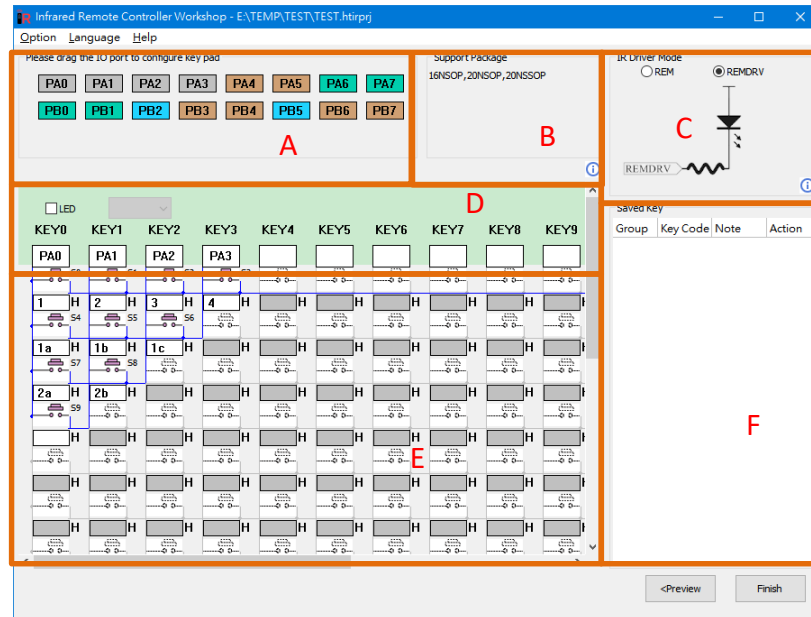 Infrared Remote Controller Workshop - E:\TEMP\TEST\TEST.htirprj
Option Language Help
Please drag the IO port to configure key pad
PA0 PA1 PA2 PA3 PA4 PA5 PA6 PA7
PB0 PB1 PB2 PB3 PB4 PB5 PB6 PB7
A
Support Package
16NSOP,20NSOP,20NSSOP
B
IR Driver Mode
REM REMDRV
C
REMDRV
D
LED
KEY0 KEY1 KEY2 KEY3 KEY4 KEY5 KEY6 KEY7 KEY8 KEY9
PA0 PA1 PA2 PA3
1 H 2 H 3 H 4 H H H H H H
S4 S5 S6
1a H 1b H 1c H H H H H H H H
S7 S8
2a H 2b H H H H H H H H
S9
H H H H H H H H H
E
H H H H H H H H H
H H H H H H H H H
Saved Key
Group Key Code Note Action
F
<Preview Finish